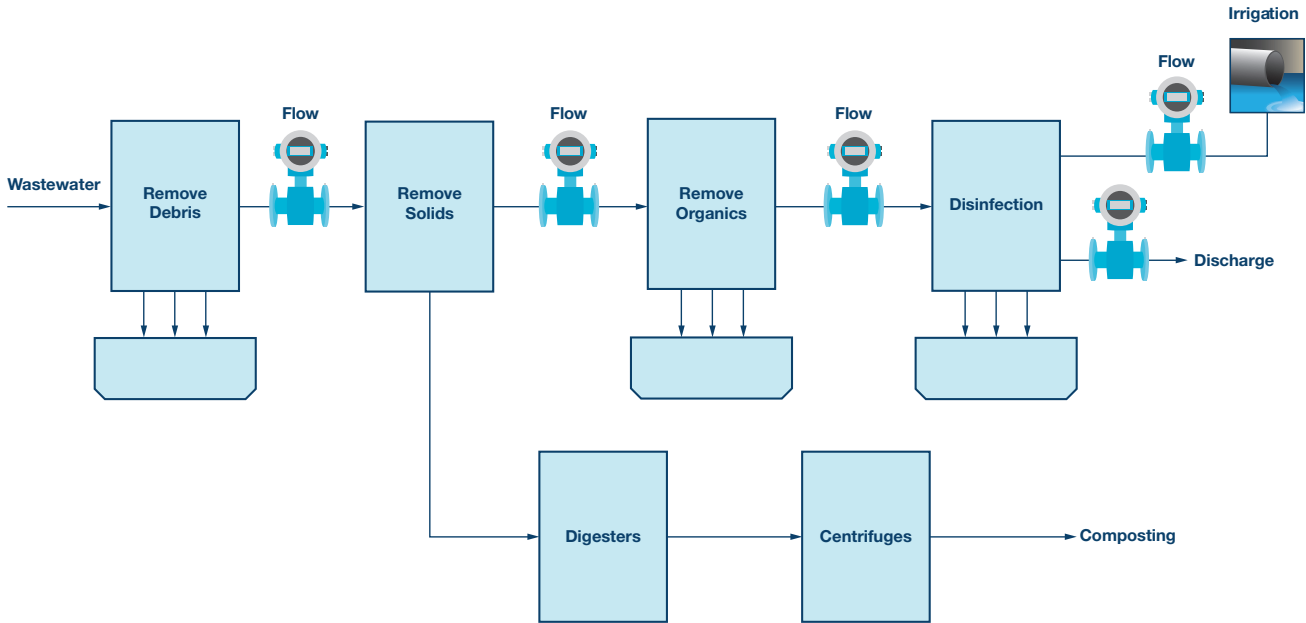 Irrigation
Flow
Flow
Flow
Flow
Wastewater
Remove
Debris
Remove
Solids
Remove
Organics
Disinfection
Discharge
Digesters
Centrifuges
Composting